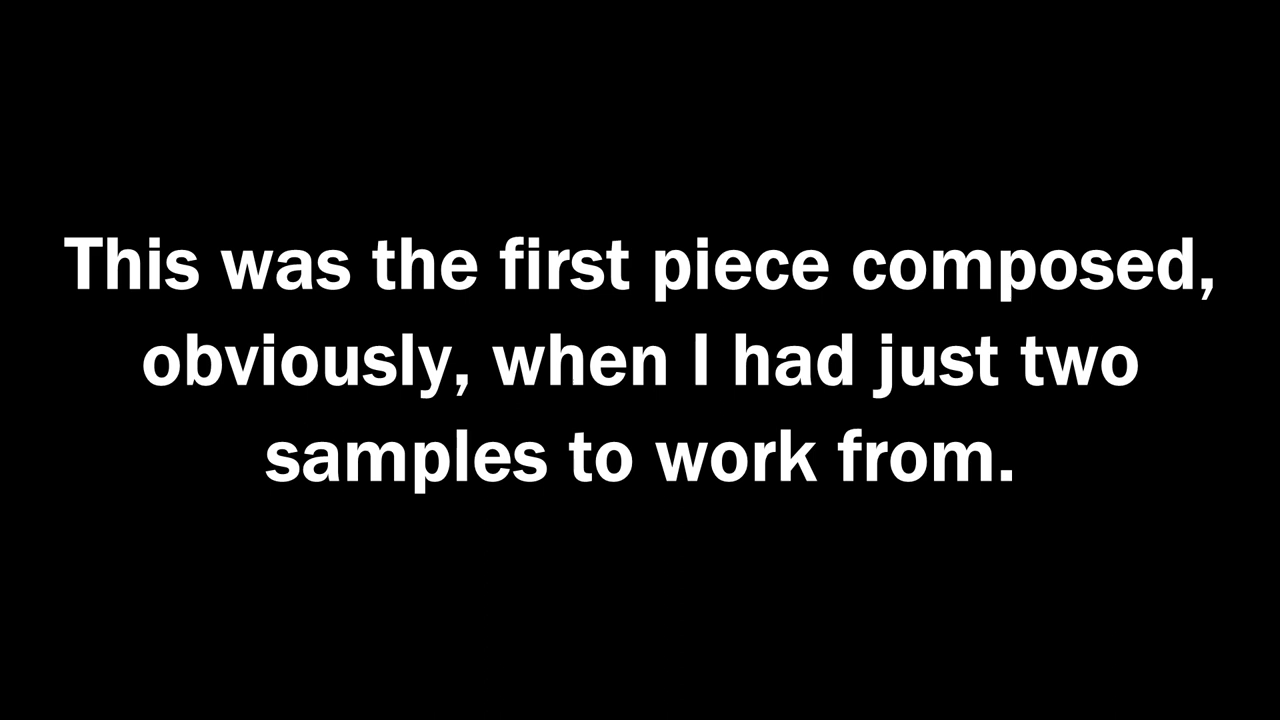 This was the first piece composed,
obviously, when I had just two
samples to work from.